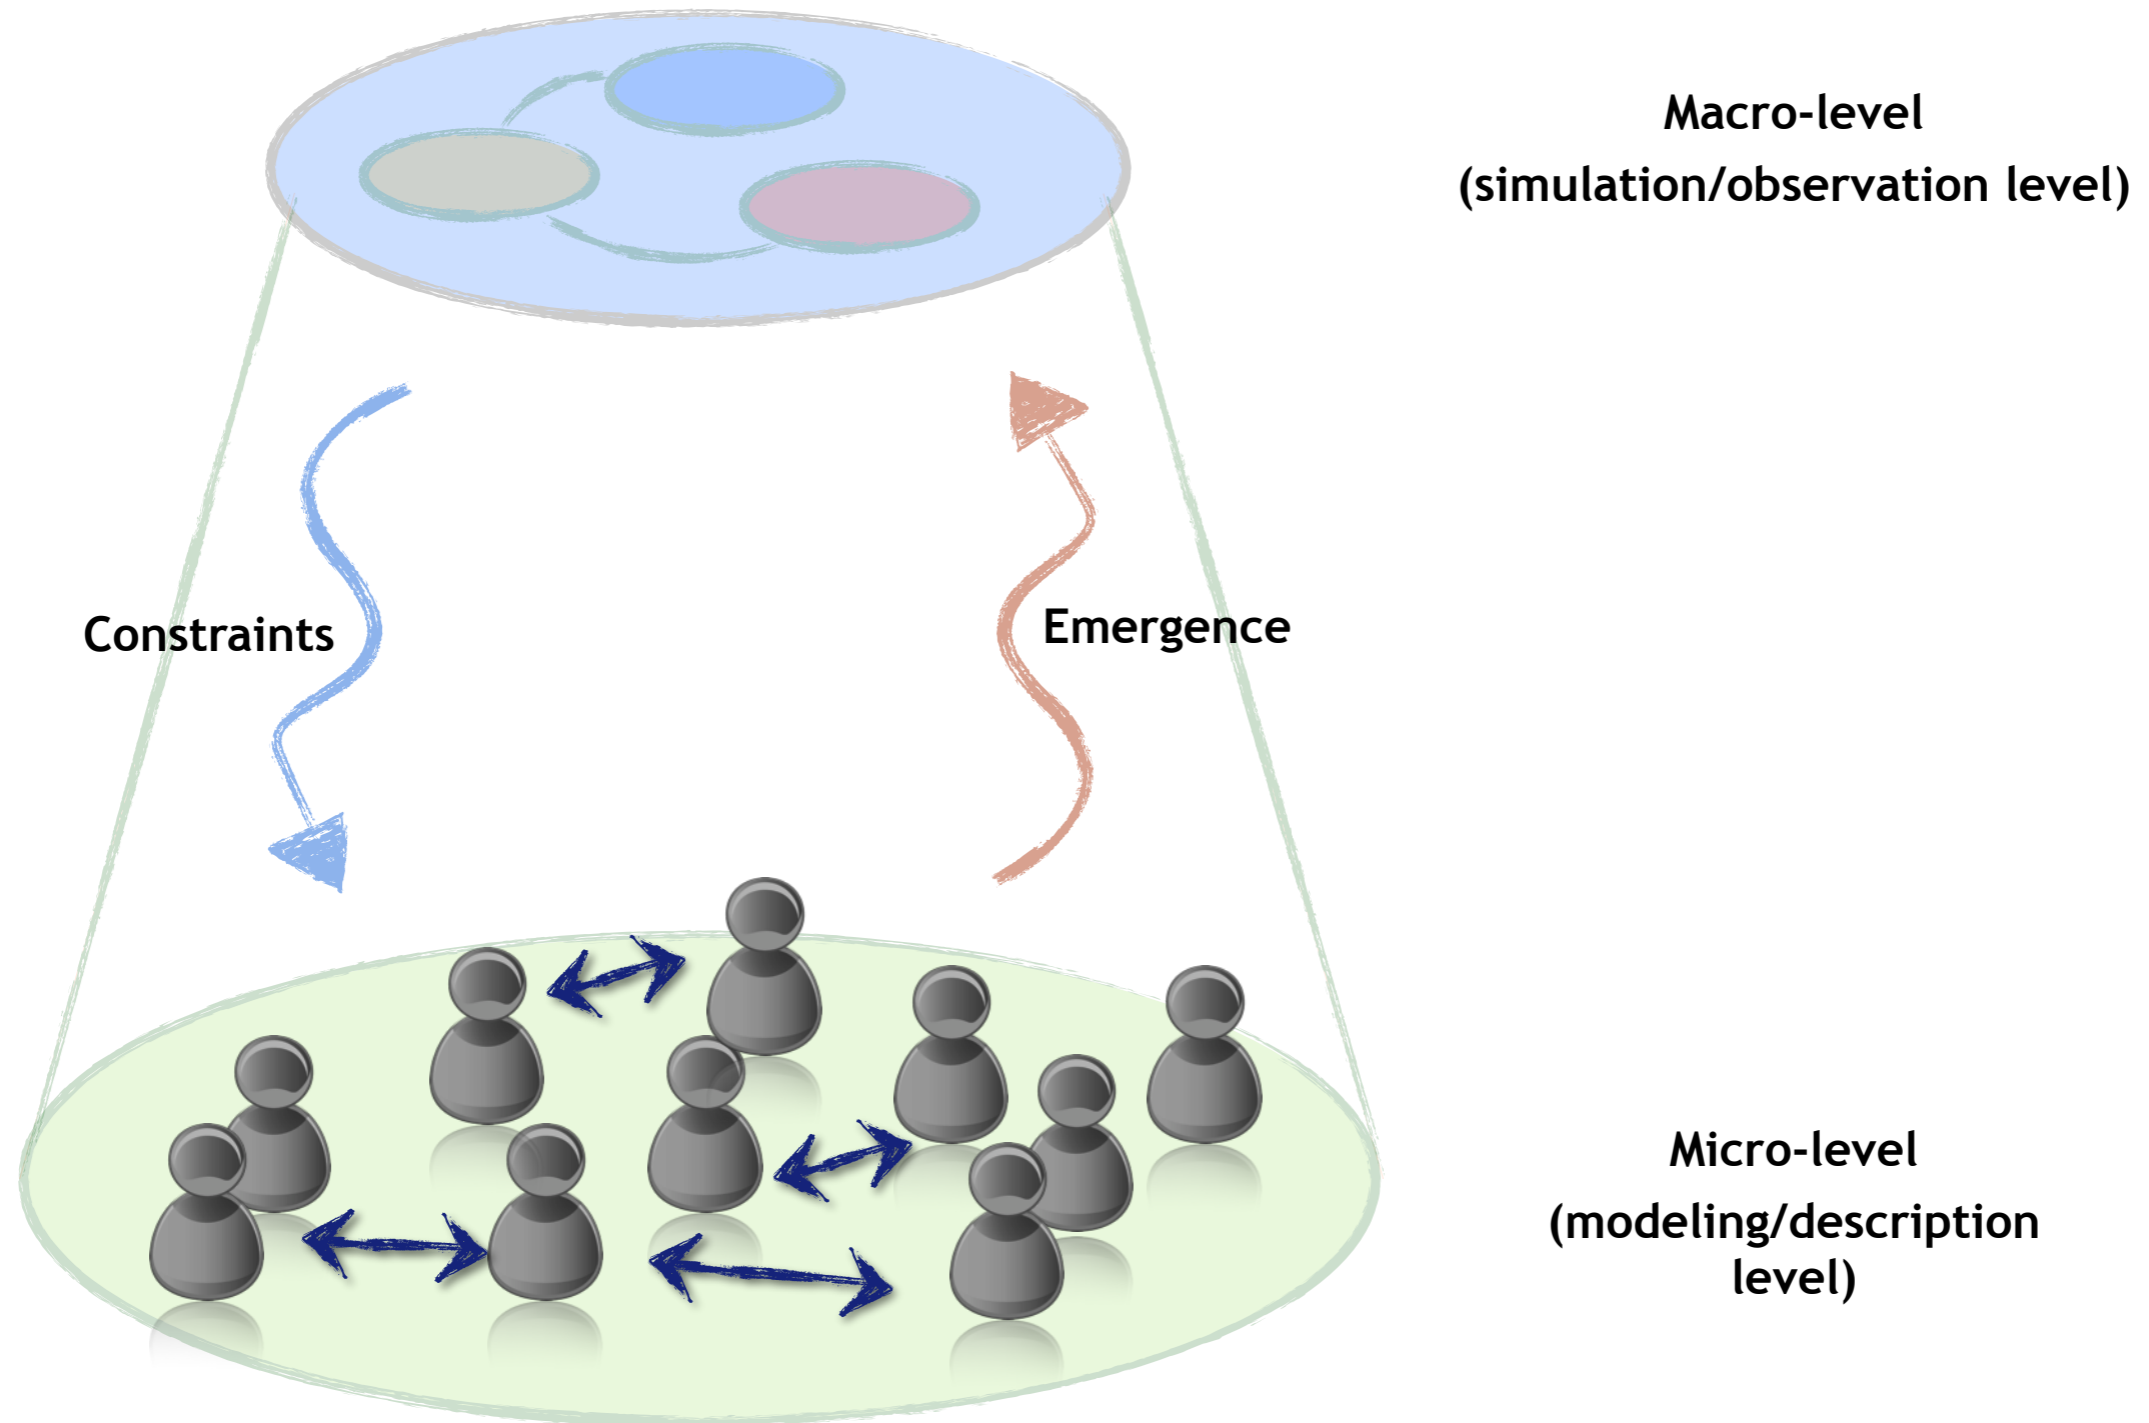 Macro-level
(simulation/observation level)
Constraints
Emergence
Micro-level
(modeling/description
level)